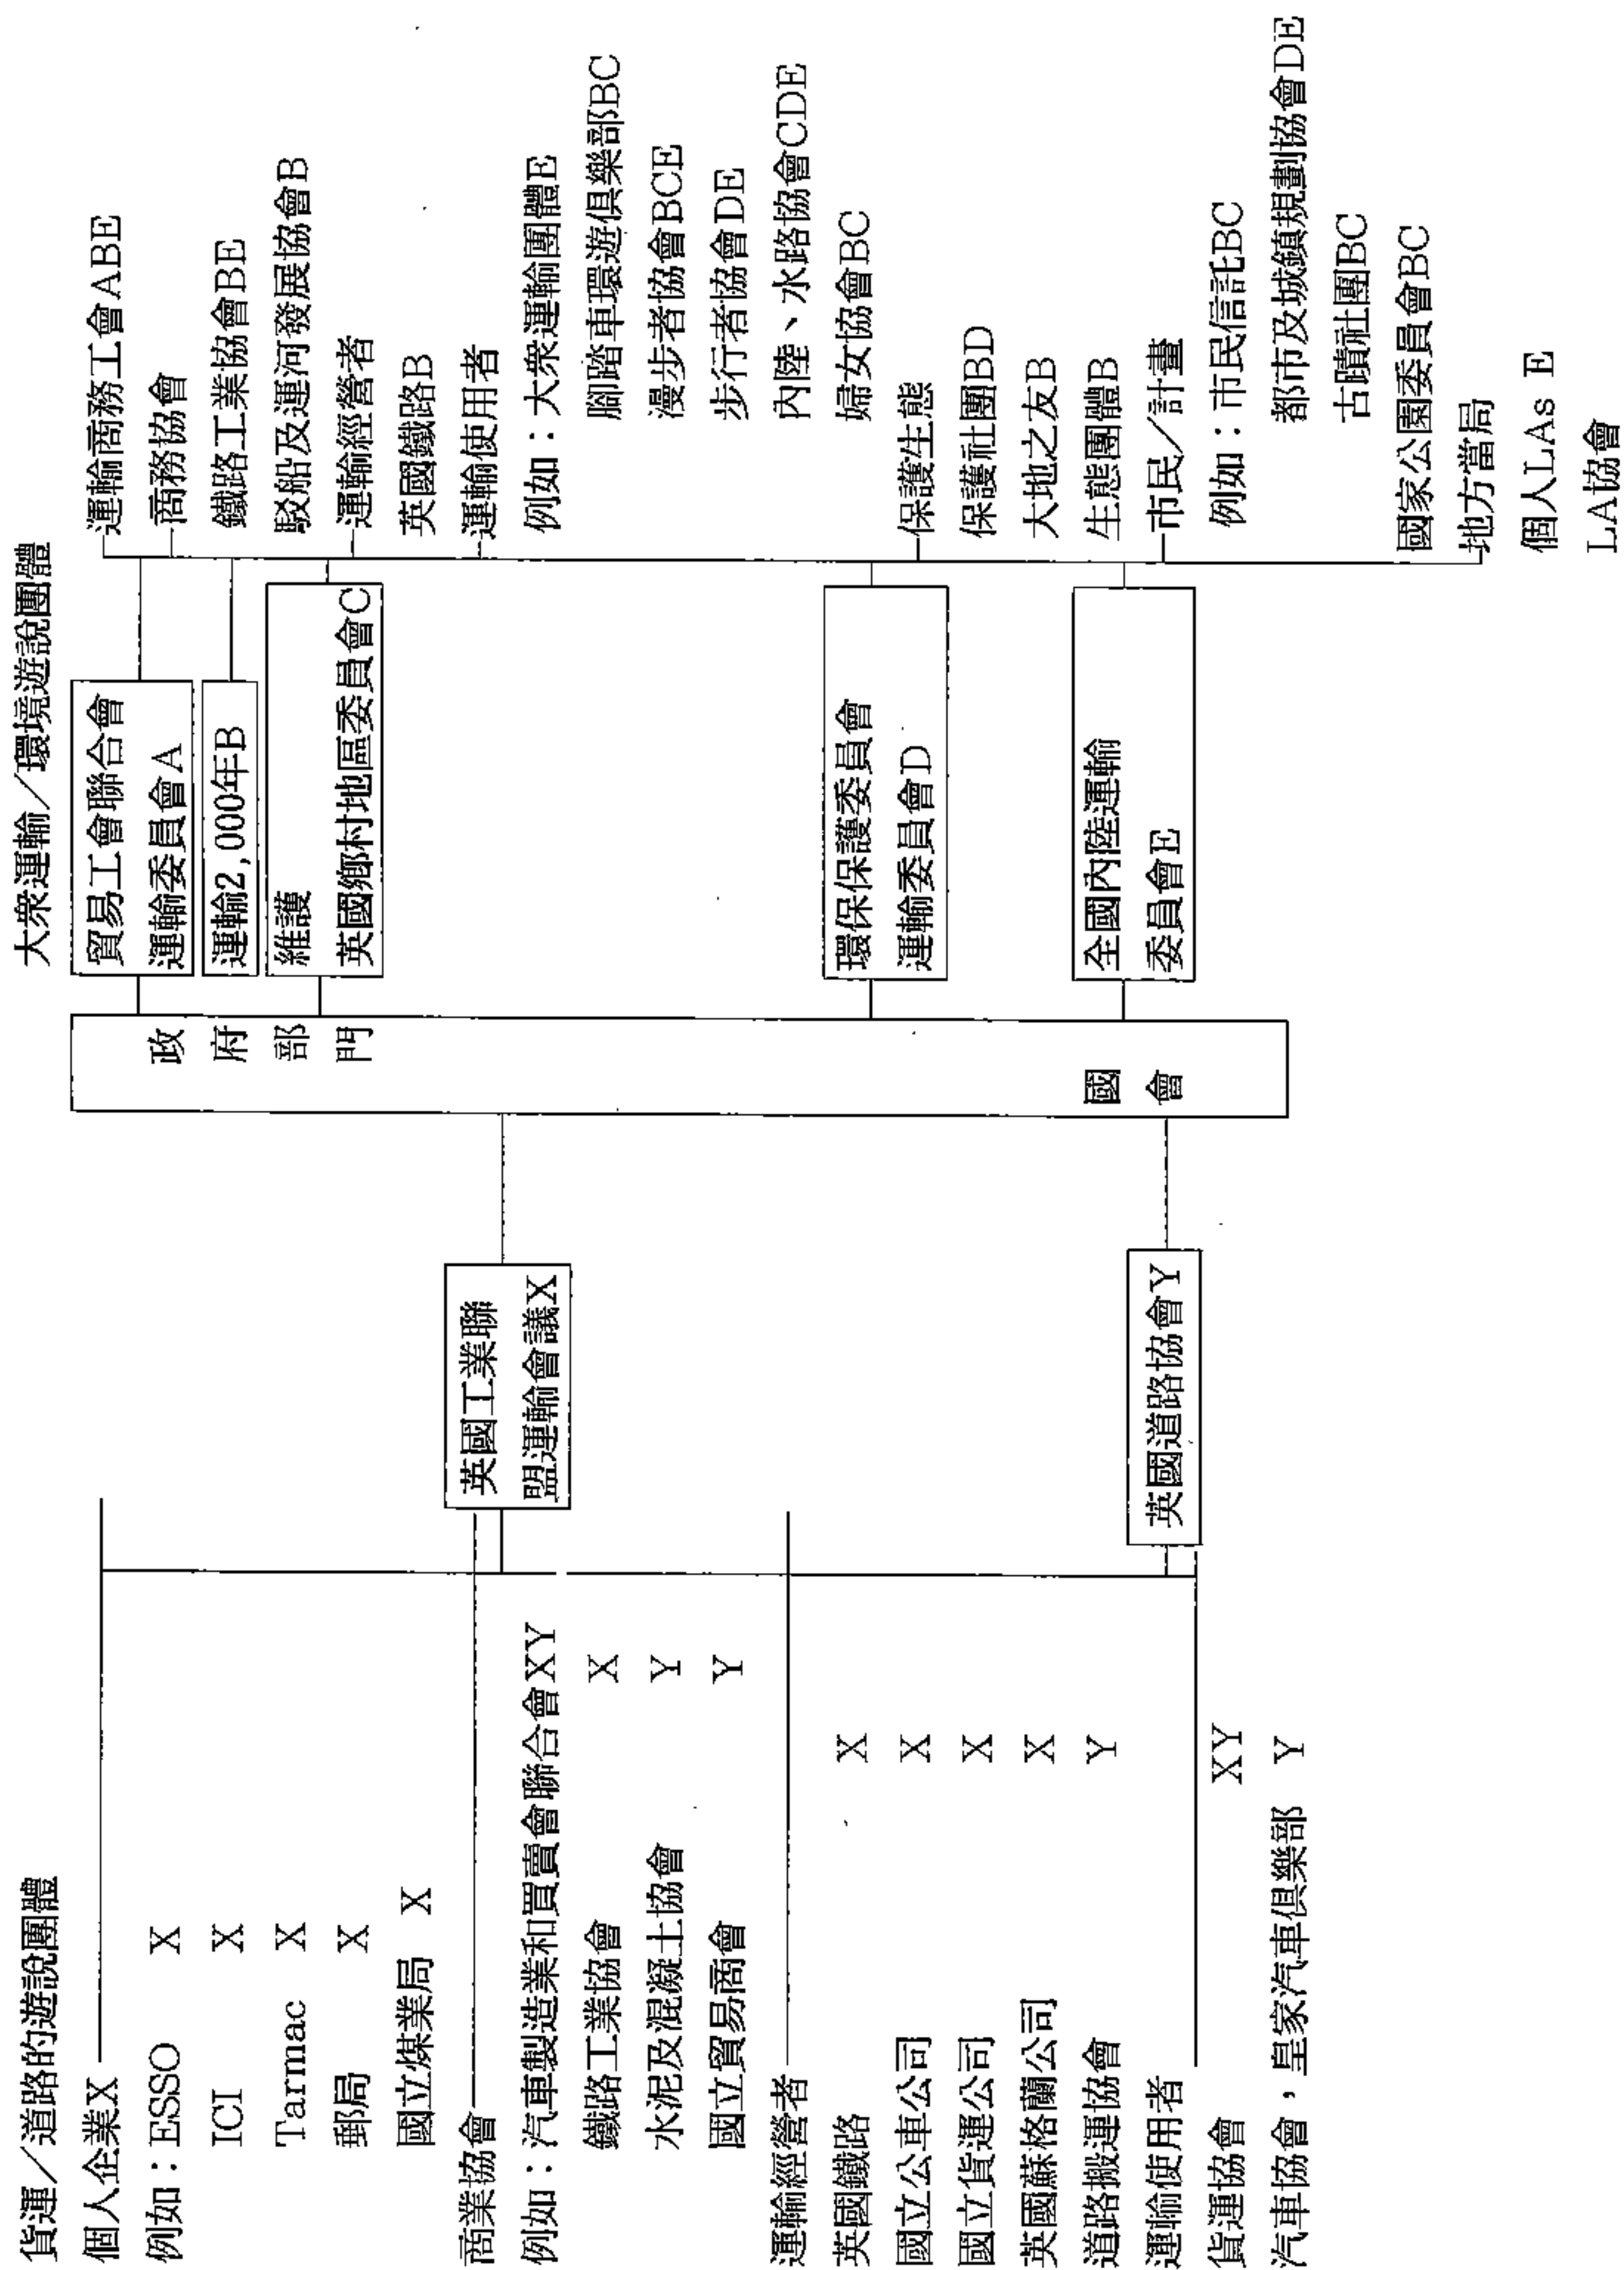 貨運／道路的遊說團體
個人企業X
例如：ESSO X
ICI X
Tarmac X
郵局 X
國立煤業局 X
商業協會
例如：汽車製造業和買賣會聯合會XY
鐵路工業協會 X
水泥及混凝土協會 Y
國立貿易商會 Y
運輸經營者
英國鐵路 X
國立公車公司 X
國立貨運公司 X
英國蘇格蘭公司 X
道路搬運協會 Y
運輸使用者
貨運協會 XY
汽車協會，皇家汽車俱樂部 Y
英國工業聯
盟運輸會議X
英國道路協會Y
政
府
部
門
國
會
大眾運輸／環境遊說團體
貿易工會聯合會
運輸委員會A
運輸2,000年B
維護
英國鄉村地區委員會C
環保保護委員會
運輸委員會D
全國內陸運輸
委員會E
運輸商務工會ABE
商務協會
鐵路工業協會BE
駁船及運河發展協會B
運輸經營者
英國鐵路B
運輸使用者
例如：大眾運輸團體E
腳踏車環遊俱樂部BC
漫步者協會BCE
步行者協會DE
內陸、水路協會CDE
婦女協會BC
保護生態
保護社團BD
大地之友B
生態團體B
市民／計畫
例如：市民信託BC
都市及城鎮規劃協會DE
古蹟社團BC
國家公園委員會BC
地方當局
個人LAs E
LA協會